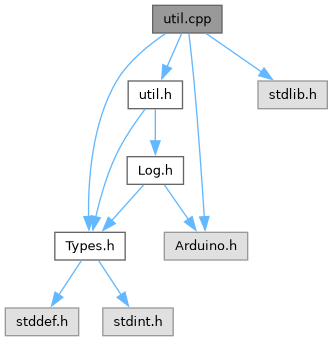 util.cpp
util.h
stdlib.h
Log.h
Types.h
Arduino.h
stddef.h
stdint.h